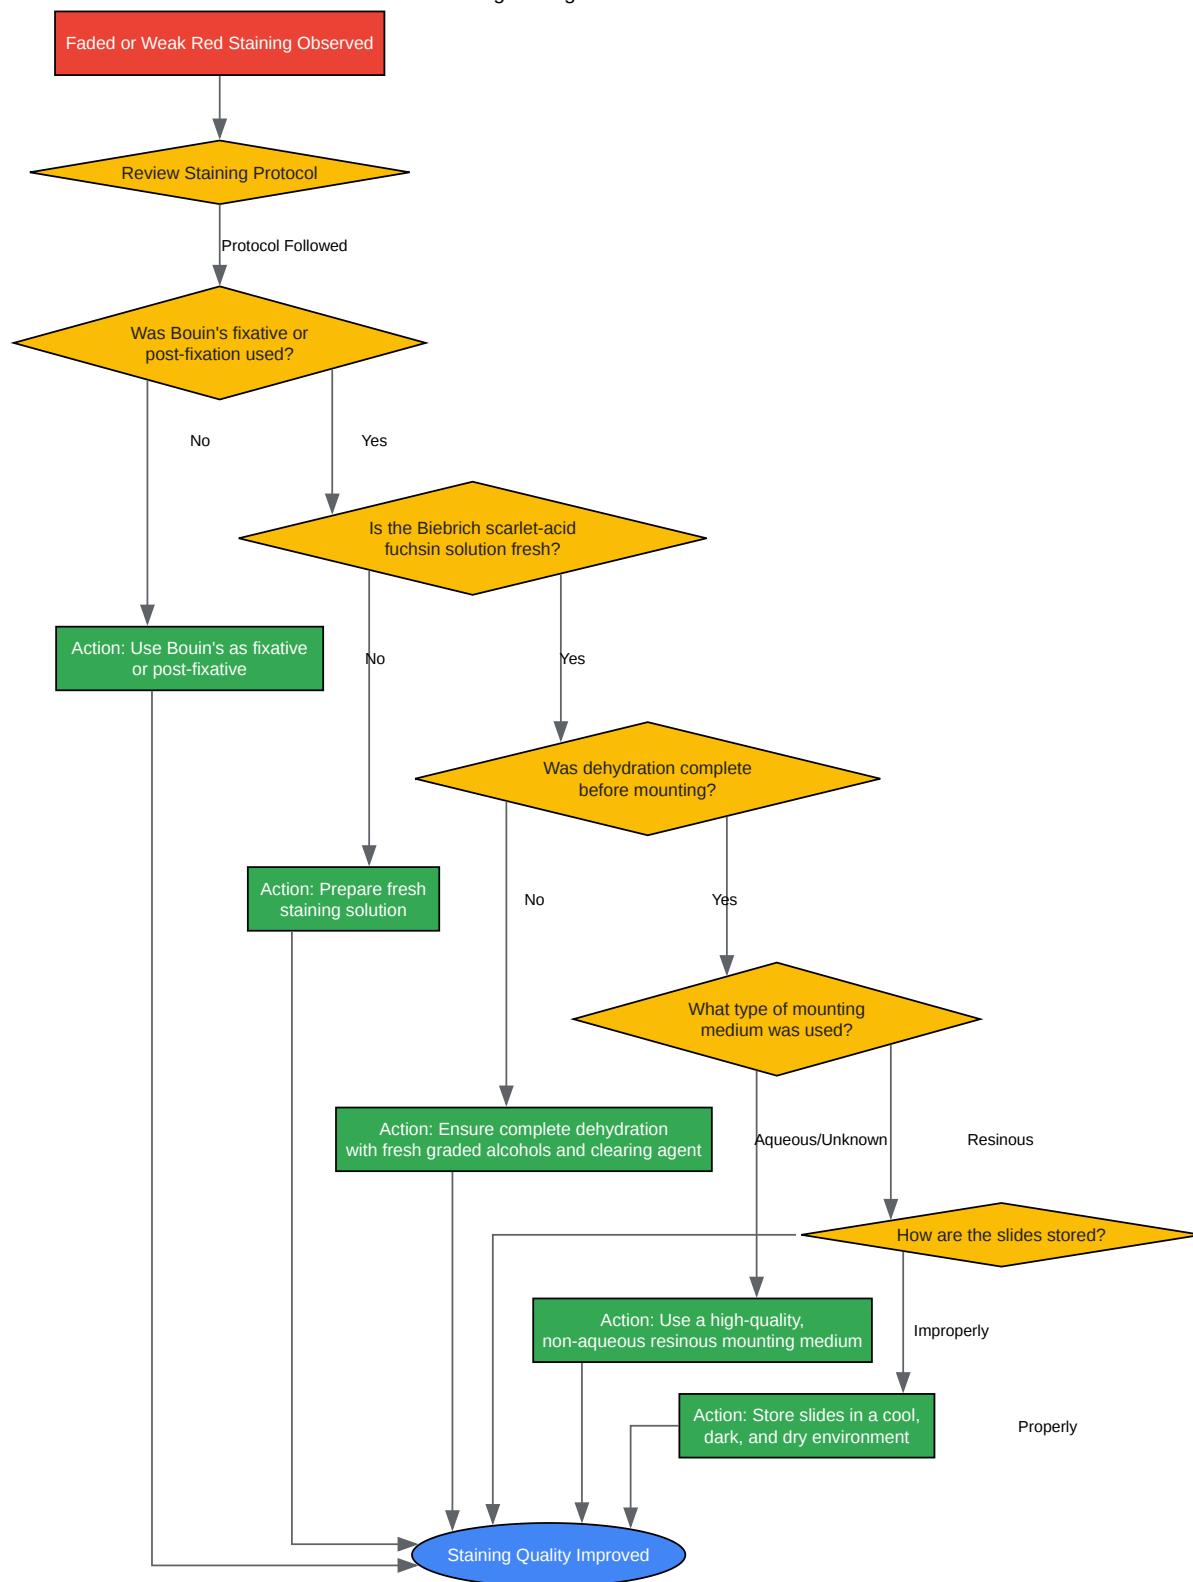 Faded or Weak Red Staining Observed
Review Staining Protocol
Protocol Followed
Was Bouin's fixative or
post-fixation used?
No
Yes
Is the Biebrich scarlet-acid
fuchsin solution fresh?
Action: Use Bouin's as fixative
or post-fixative
No
Yes
Was dehydration complete
before mounting?
Action: Prepare fresh
staining solution
No
Yes
What type of mounting
medium was used?
Action: Ensure complete dehydration
with fresh graded alcohols and clearing agent
Aqueous/Unknown
Resinous
How are the slides stored?
Action: Use a high-quality,
non-aqueous resinous mounting medium
Improperly
Action: Store slides in a cool,
dark, and dry environment
Properly
Staining Quality Improved